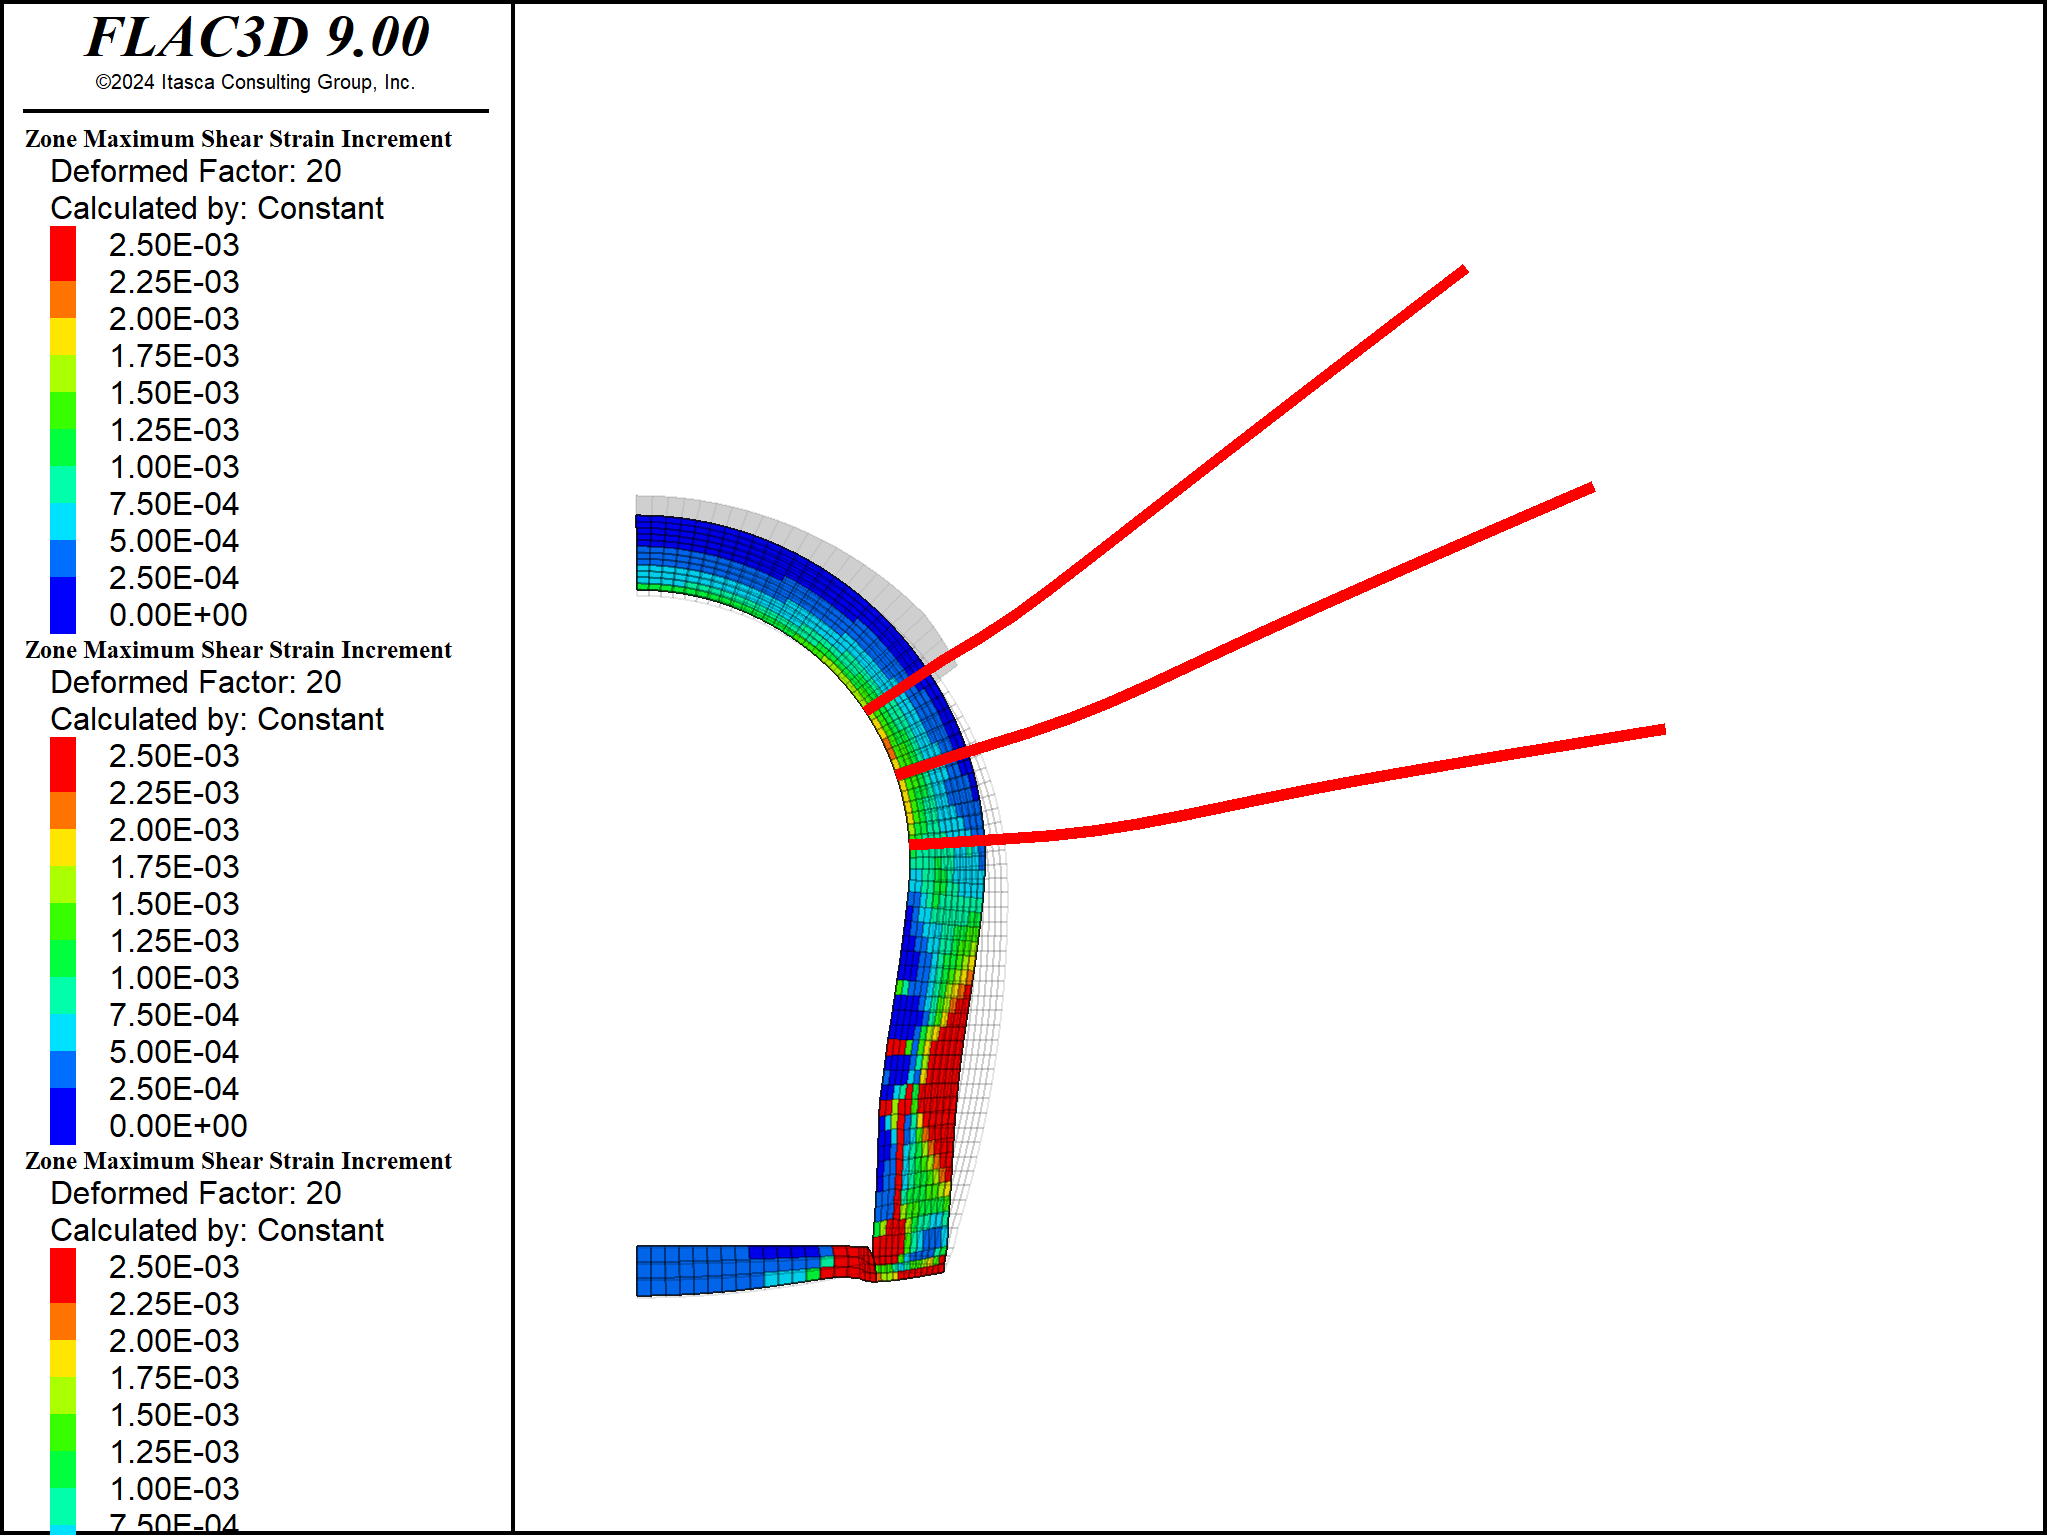 FLAC3D 9.00
©2024 Itasca Consulting Group, Inc.
Zone Maximum Shear Strain Increment
Deformed Factor: 20
Calculated by: Constant
2.50E-03
2.25E-03
2.00E-03
1.75E-03
1.50E-03
1.25E-03
1.00E-03
7.50E-04
5.00E-04
2.50E-04
0.00E+00
Zone Maximum Shear Strain Increment
Deformed Factor: 20
Calculated by: Constant
2.50E-03
2.25E-03
2.00E-03
1.75E-03
1.50E-03
1.25E-03
1.00E-03
7.50E-04
5.00E-04
2.50E-04
0.00E+00
Zone Maximum Shear Strain Increment
Deformed Factor: 20
Calculated by: Constant
2.50E-03
2.25E-03
2.00E-03
1.75E-03
1.50E-03
1.25E-03
1.00E-03
7.50E-04